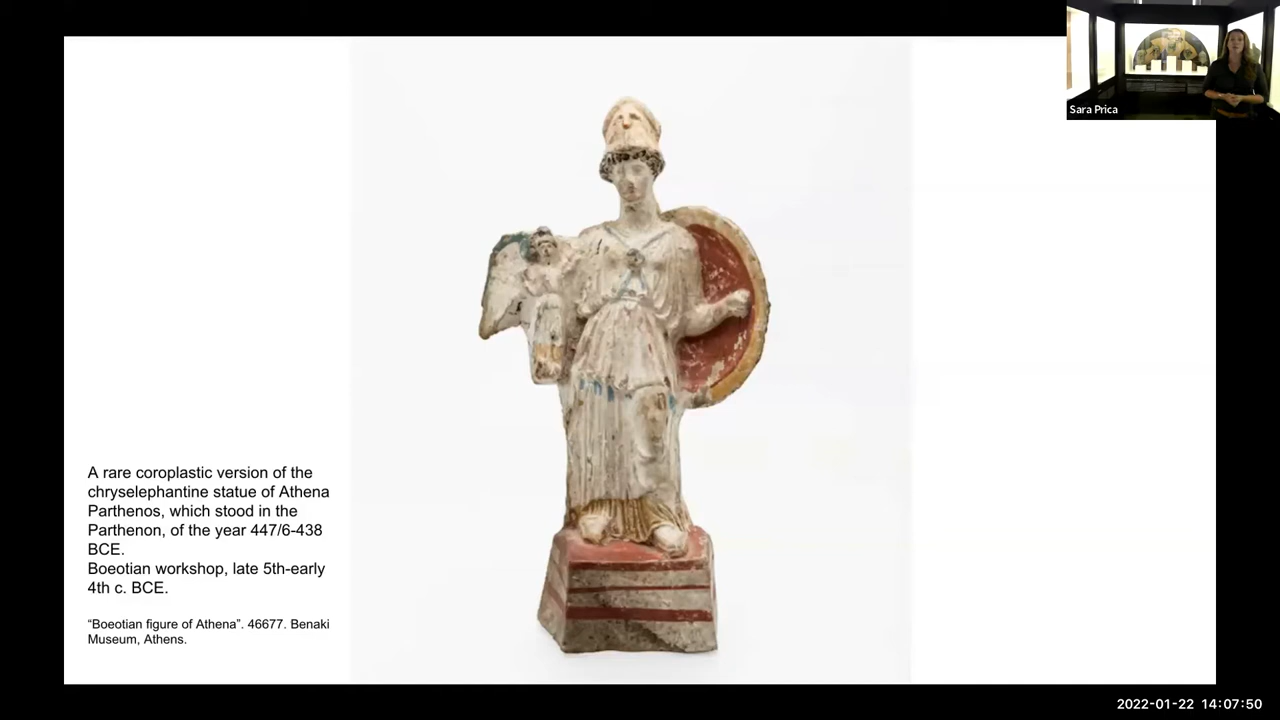 Sara Prica
A rare coroplastic version of the
chryselephantine statue of Athena
Parthenos, which stood in the
Parthenon, of the year 447/6-438
BCE.
Boeotian workshop, late 5th-early
4th c. BCE.
“Boeotian figure of Athena”. 46677. Benaki
Museum, Athens.
2022-01-22 14:07:50